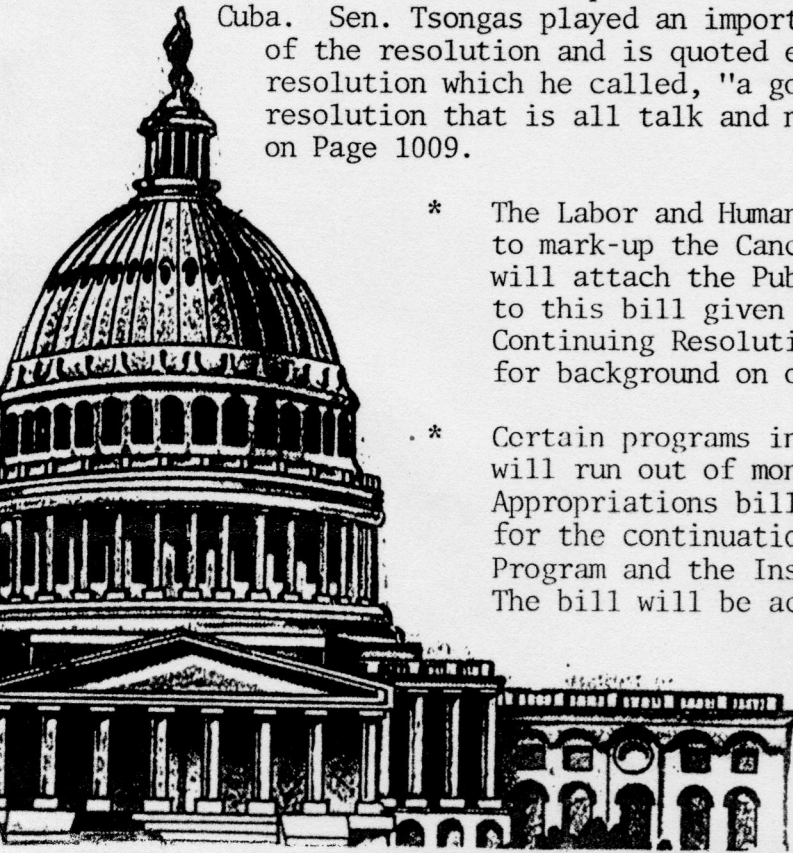 Cuba. Sen. Tsongas played an import
of the resolution and is quoted e
resolution which he called, "a go
resolution that is all talk and n
on Page 1009.
* The Labor and Human
to mark-up the Canc
will attach the Pub
to this bill given
Continuing Resoluti
for background on o
* Certain programs in
will run out of mon
Appropriations bill
for the continuatio
Program and the Ins
The bill will be ac